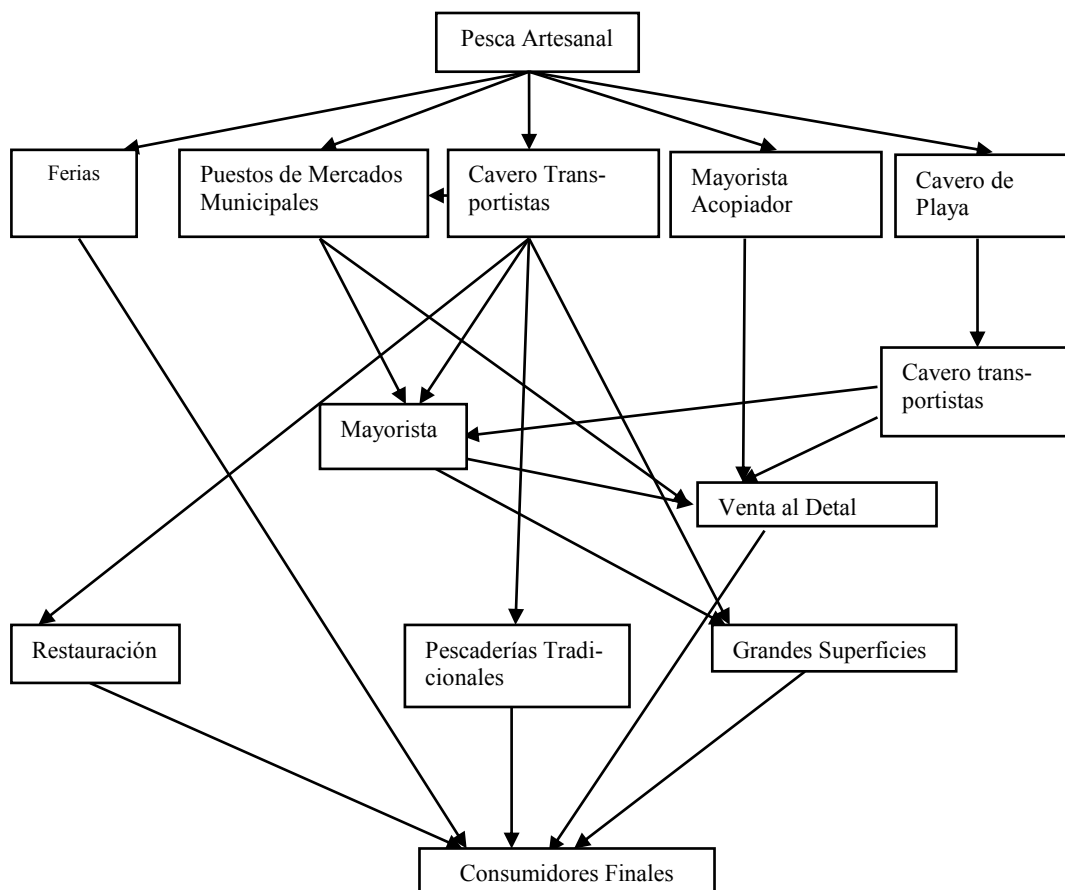 Pesca Artesanal
Ferias
Puestos de Mercados
Municipales
Cavero Trans-
portistas
Mayorista
Acopiador
Cavero de
Playa
Cavero trans-
portistas
Mayorista
Venta al Detal
Restauración
Pescaderías Tradi-
cionales
Grandes Superficies
Consumidores Finales